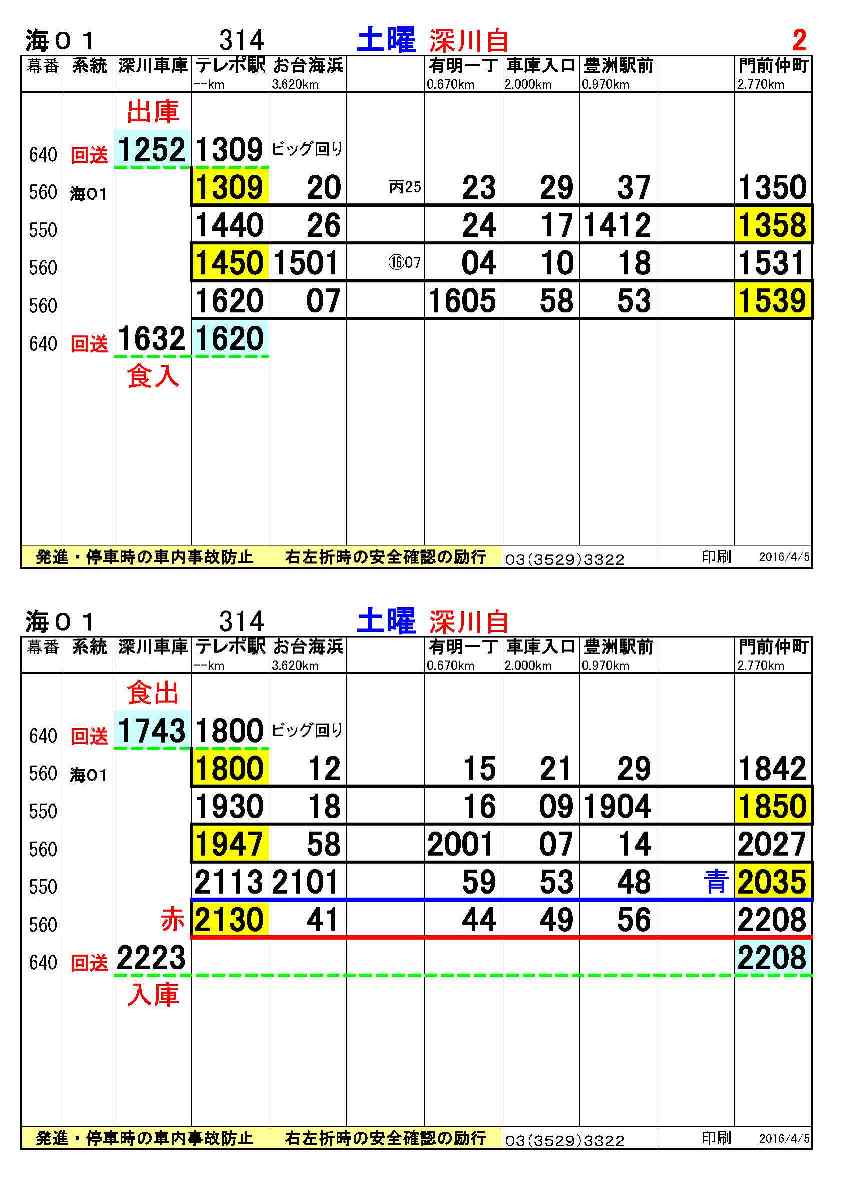 海01 314 土曜 深川自 2
幕番 系統 深川車庫 テレポ駅 お台海浜 有明一丁 車庫入口 豊洲駅前 門前仲町
--km 3.620km 0.670km 2.000km 0.970km 2.770km
出庫
640 回送 1252 1309 ビッグ回り
560 海01 1309 20 丙25 23 29 37 1350
550 1440 26 24 17 1412 1358
560 1450 1501 ⑯07 04 10 18 1531
560 1620 07 1605 58 53 1539
640 回送 1632 1620
食入
発進・停車時の車内事故防止 右左折時の安全確認の励行 03(3529)3322 印刷 2016/4/5
海01 314 土曜 深川自
幕番 系統 深川車庫 テレポ駅 お台海浜 有明一丁 車庫入口 豊洲駅前 門前仲町
--km 3.620km 0.670km 2.000km 0.970km 2.770km
食出
640 回送 1743 1800 ビッグ回り
560 海01 1800 12 15 21 29 1842
550 1930 18 16 09 1904 1850
560 1947 58 2001 07 14 2027
550 2113 2101 59 53 48 青 2035
560 赤 2130 41 44 49 56 2208
640 回送 2223 2208
入庫
発進・停車時の車内事故防止 右左折時の安全確認の励行 03(3529)3322 印刷 2016/4/5